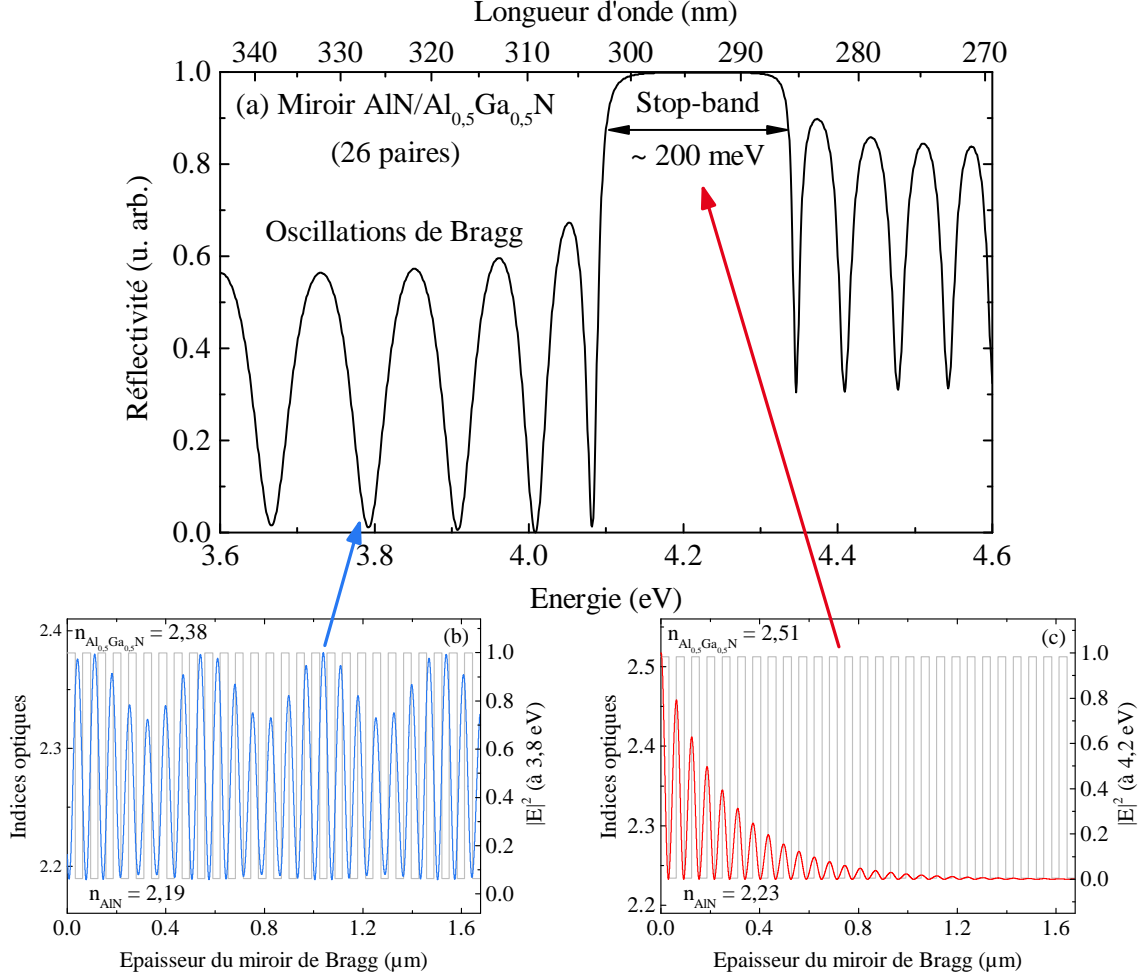 Longueur d'onde (nm)
340 330 320 310 300 290 280 270
(a) Miroir AlN/Al0,5Ga0,5N
(26 paires)
Stop-band
~ 200 meV
Oscillations de Bragg
Réflectivité (u. arb.)
1.0
0.8
0.6
0.4
0.2
0.0
3.6 3.8 4.0 4.2 4.4 4.6
Energie (eV)
(b)
nAl0,5Ga0,5N = 2,38
nAlN = 2,19
Indices optiques
2.4
2.3
2.2
|E|² (à 3,8 eV)
1.0
0.8
0.6
0.4
0.2
0.0
0.0 0.4 0.8 1.2 1.6
Epaisseur du miroir de Bragg (µm)
(c)
nAl0,5Ga0,5N = 2,51
nAlN = 2,23
Indices optiques
2.5
2.4
2.3
2.2
|E|² (à 4,2 eV)
1.0
0.8
0.6
0.4
0.2
0.0
0.0 0.4 0.8 1.2 1.6
Epaisseur du miroir de Bragg (µm)